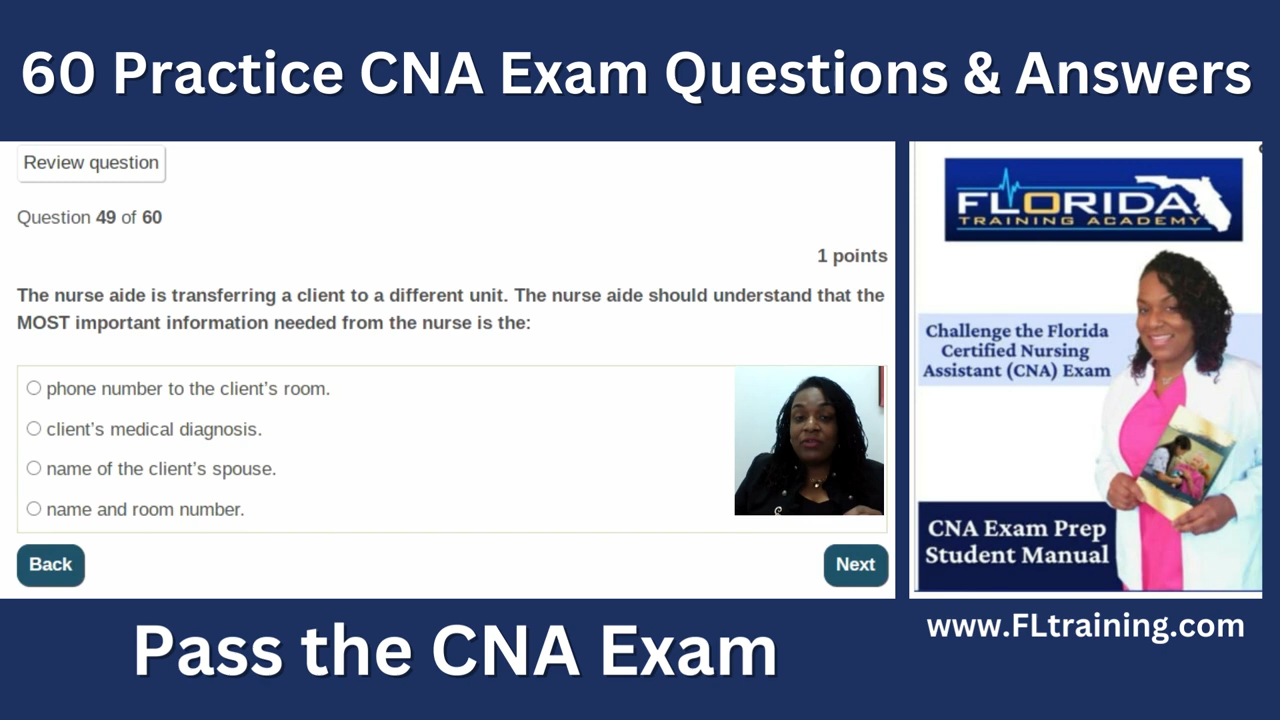 60 Practice CNA Exam Questions & Answers
Review question
Question 49 of 60
1 points
The nurse aide is transferring a client to a different unit. The nurse aide should understand that the
MOST important information needed from the nurse is the:
phone number to the client’s room.
client’s medical diagnosis.
name of the client’s spouse.
name and room number.
Back
Next
FLORIDA
TRAINING ACADEMY
Challenge the Florida
Certified Nursing
Assistant (CNA) Exam
CNA Exam Prep
Student Manual
Pass the CNA Exam
www.FLtraining.com